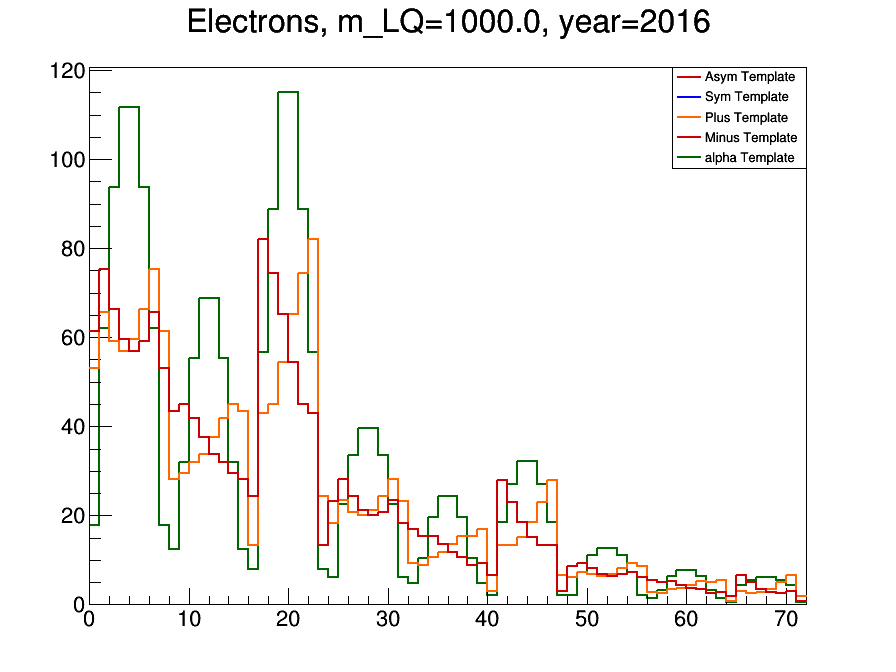 Electrons, m_LQ=1000.0, year=2016
120
100
80
60
40
20
0
Asym Template
Sym Template
Plus Template
Minus Template
alpha Template
0 10 20 30 40 50 60 70